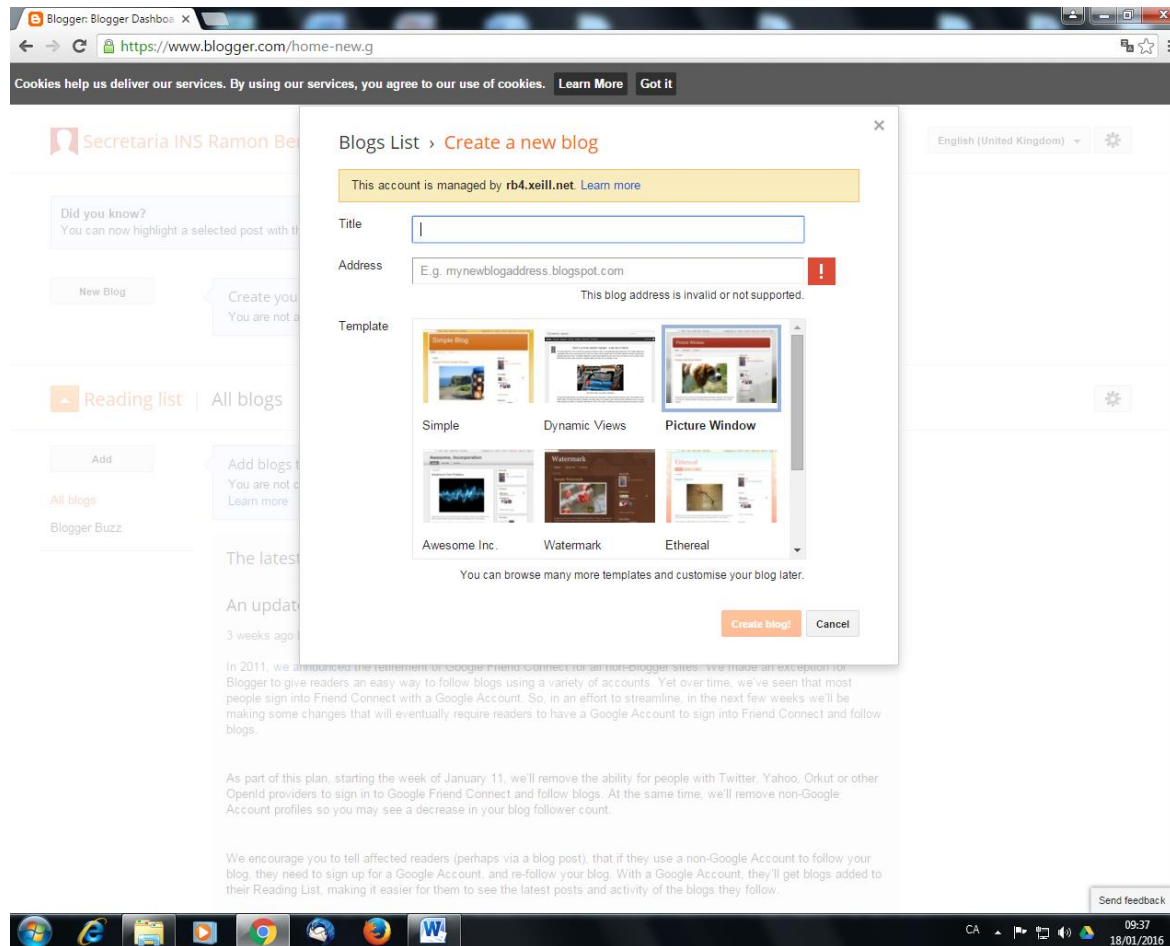 Blogger: Blogger Dashboa
https://www.blogger.com/home-new.g
Cookies help us deliver our services. By using our services, you agree to our use of cookies. Learn More Got it
Secretaria INS Ramon Be
English (United Kingdom)
Did you know?
You can now highlight a selected post with th
New Blog
Create you
You are not a
Reading list All blogs
Add
Add blogs t
You are not c
Learn more
All blogs
Blogger Buzz
The latest
An updat
3 weeks ago
Blogs List › Create a new blog
This account is managed by rb4.xeill.net. Learn more
Title
Address
E.g. mynewblogaddress.blogspot.com
!
This blog address is invalid or not supported.
Template
Simple Blog
Picture Window
Simple
Dynamic Views
Picture Window
Awesome, Incorporation
Watermark
Ethereal
Awesome Inc.
Watermark
Ethereal
You can browse many more templates and customise your blog later.
Create blog! Cancel
In 2011, we announced the retirement of Google Friend Connect for all non-Blogger sites. We made an exception for
Blogger to give readers an easy way to follow blogs using a variety of accounts. Yet over time, we've seen that most
people sign into Friend Connect with a Google Account. So, in an effort to streamline, in the next few weeks we'll be
making some changes that will eventually require readers to have a Google Account to sign into Friend Connect and follow
blogs.
As part of this plan, starting the week of January 11, we'll remove the ability for people with Twitter, Yahoo, Orkut or other
OpenId providers to sign in to Google Friend Connect and follow blogs. At the same time, we'll remove non-Google
Account profiles so you may see a decrease in your blog follower count.
We encourage you to tell affected readers (perhaps via a blog post), that if they use a non-Google Account to follow your
blog, they need to sign up for a Google Account, and re-follow your blog. With a Google Account, they'll get blogs added to
their Reading List, making it easier for them to see the latest posts and activity of the blogs they follow.
Send feedback
CA
09:37
18/01/2016